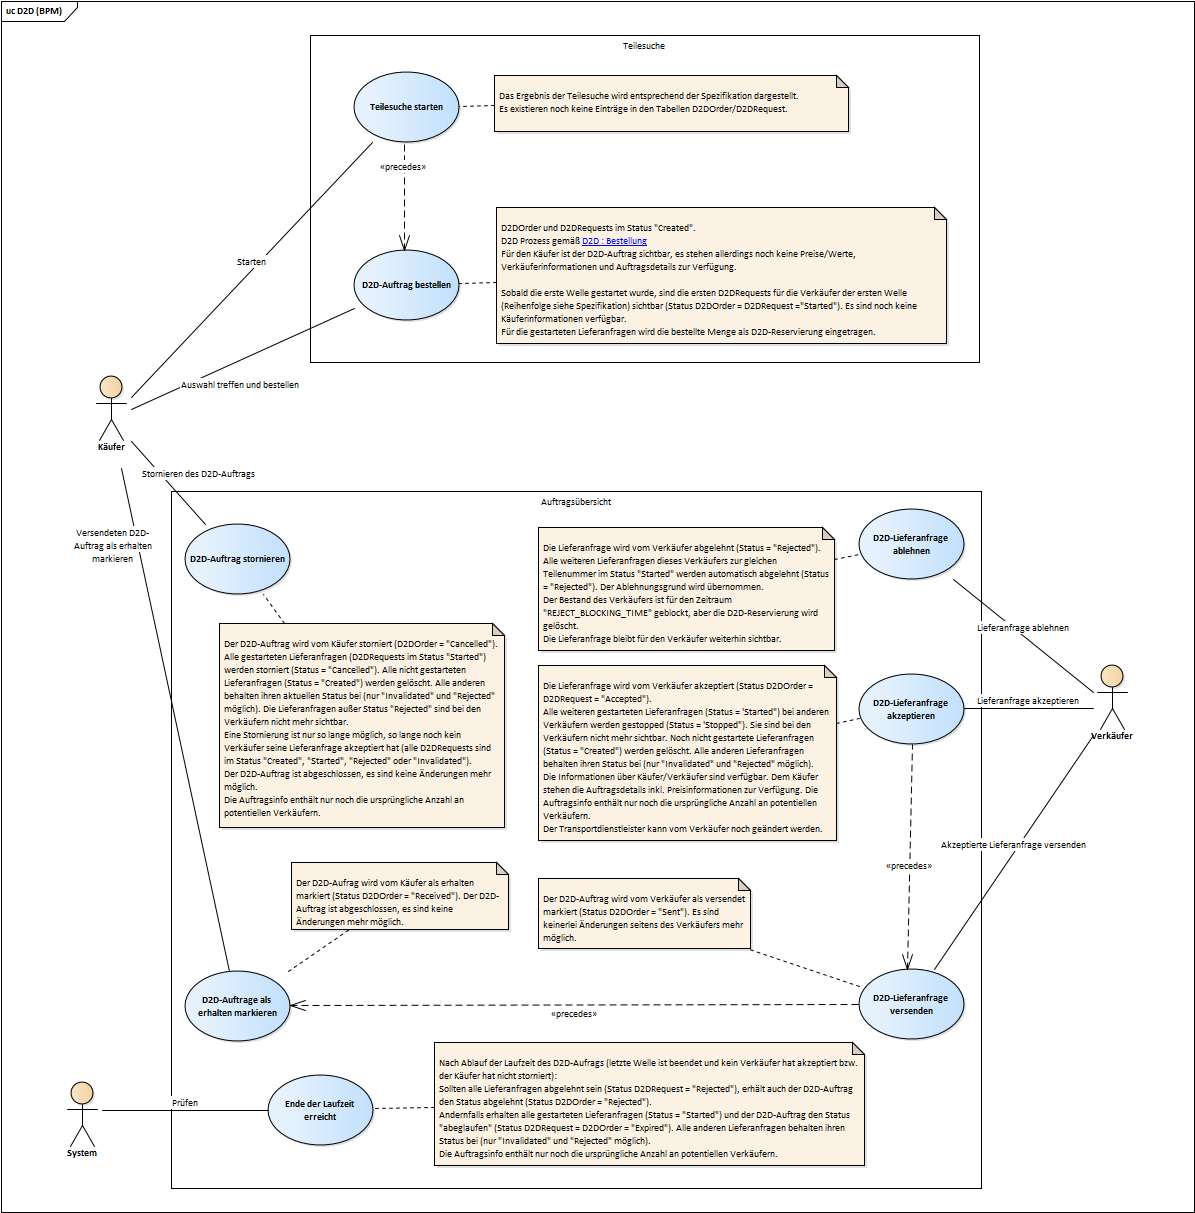 uc D2D (BPM)
Teilesuche
Teilesuche starten
Das Ergebnis der Teilesuche wird entsprechend der Spezifikation dargestellt.
Es existieren noch keine Einträge in den Tabellen D2DOrder/D2DRequest.
«precedes»
D2DOrder und D2DRequests im Status "Created".
D2D Prozess gemäß D2D : Bestellung
Für den Käufer ist der D2D-Auftrag sichtbar, es stehen allerdings noch keine Preise/Werte,
Verkäuferinformationen und Auftragsdetails zur Verfügung.
Sobald die erste Welle gestartet wurde, sind die ersten D2DRequests für die Verkäufer der ersten Welle
(Reihenfolge siehe Spezifikation) sichtbar (Status D2DOrder = D2DRequest ="Started"). Es sind noch keine
Käuferinformationen verfügbar.
Für die gestarteten Lieferanfragen wird die bestellte Menge als D2D-Reservierung eingetragen.
D2D-Auftrag bestellen
Starten
Auswahl treffen und bestellen
Käufer
Stornieren des D2D-Auftrags
Versendeten D2D-
Auftrag als erhalten
markieren
Auftragsübersicht
D2D-Auftrag stornieren
Die Lieferanfrage wird vom Verkäufer abgelehnt (Status = "Rejected").
Alle weiteren Lieferanfragen dieses Verkäufers zur gleichen
Teilenummer im Status "Started" werden automatisch abgelehnt (Status
= "Rejected"). Der Ablehnungsgrund wird übernommen.
Der Bestand des Verkäufers ist für den Zeitraum
"REJECT_BLOCKING_TIME" geblockt, aber die D2D-Reservierung wird
gelöscht.
Die Lieferanfrage bleibt für den Verkäufer weiterhin sichtbar.
D2D-Lieferanfrage
ablehnen
Lieferanfrage ablehnen
Der D2D-Auftrag wird vom Käufer storniert (D2DOrder = "Cancelled").
Alle gestarteten Lieferanfragen (D2DRequests im Status "Started")
werden storniert (Status = "Cancelled"). Alle nicht gestarteten
Lieferanfragen (Status = "Created") werden gelöscht. Alle anderen
behalten ihren aktuellen Status bei (nur "Invalidated" und "Rejected"
möglich). Die Lieferanfragen außer Status "Rejected" sind bei den
Verkäufern nicht mehr sichtbar.
Eine Stornierung ist nur so lange möglich, so lange noch kein
Verkäufer seine Lieferanfrage akzeptiert hat (alle D2DRequests sind
im Status "Created", "Started", "Rejected" oder "Invalidated").
Der D2D-Auftrag ist abgeschlossen, es sind keine Änderungen mehr
möglich.
Die Auftragsinfo enthält nur noch die ursprüngliche Anzahl an
potentiellen Verkäufern.
Die Lieferanfrage wird vom Verkäufer akzeptiert (Status D2DOrder =
D2DRequest = "Accepted").
Alle weiteren gestarteten Lieferanfragen (Status = 'Started") bei anderen
Verkäufern werden gestopped (Status = 'Stopped"). Sie sind bei den
Verkäufern nicht mehr sichtbar. Noch nicht gestartete Lieferanfragen
(Status = "Created") werden gelöscht. Alle anderen Lieferanfragen
behalten ihren Status bei (nur "Invalidated" und "Rejected" möglich).
Die Informationen über Käufer/Verkäufer sind verfügbar. Dem Käufer
stehen die Auftragsdetails inkl. Preisinformationen zur Verfügung. Die
Auftragsinfo enthält nur noch die ursprüngliche Anzahl an potentiellen
Verkäufern.
Der Transportdienstleister kann vom Verkäufer noch geändert werden.
D2D-Lieferanfrage
akzeptieren
Lieferanfrage akzeptieren
Verkäufer
Akzeptierte Lieferanfrage versenden
«precedes»
Der D2D-Aufrag wird vom Käufer als erhalten
markiert (Status D2DOrder = "Received"). Der D2D-
Auftrag ist abgeschlossen, es sind keine
Änderungen mehr möglich.
Der D2D-Auftrag wird vom Verkäufer als versendet
markiert (Status D2DOrder = "Sent"). Es sind
keinerlei Änderungen seitens des Verkäufers mehr
möglich.
D2D-Auftrage als
erhalten markieren
«precedes»
D2D-Lieferanfrage
versenden
Nach Ablauf der Laufzeit des D2D-Aufrags (letzte Welle ist beendet und kein Verkäufer hat akzeptiert bzw.
der Käufer hat nicht storniert):
Sollten alle Lieferanfragen abgelehnt sein (Status D2DRequest = "Rejected"), erhält auch der D2D-Auftrag
den Status abgelehnt (Status D2DOrder = "Rejected").
Andernfalls erhalten alle gestarteten Lieferanfragen (Status = "Started") und der D2D-Auftrag den Status
"abeglaufen" (Status D2DRequest = D2DOrder = "Expired"). Alle anderen Lieferanfragen behalten ihren
Status bei (nur "Invalidated" und "Rejected" möglich).
Die Auftragsinfo enthält nur noch die ursprüngliche Anzahl an potentiellen Verkäufern.
Prüfen
Ende der Laufzeit
erreicht
System